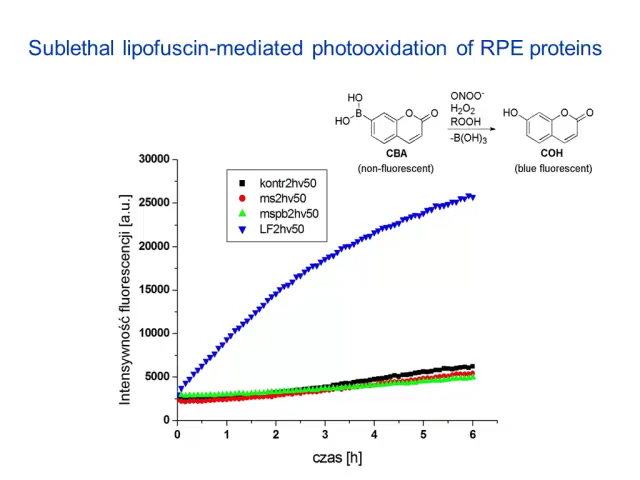 Sublethal lipofuscin-mediated photooxidation of RPE proteins
HO
B
HO
O
O
ONOO⁻
H₂O₂
ROOH
-B(OH)₃
HO
O
O
CBA
(non-fluorescent)
COH
(blue fluorescent)
30000
25000
20000
15000
10000
5000
0
Intensywność fluorescencji [a.u.]
kontr2hv50
ms2hv50
mspb2hv50
LF2hv50
0 1 2 3 4 5 6
czas [h]